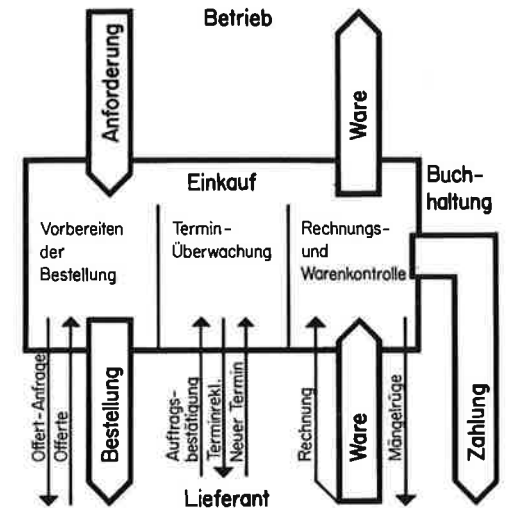 Betrieb
Anforderung
Ware
Einkauf
Buch-
haltung
Vorbereiten
der
Bestellung
Termin-
Überwachung
Rechnungs-
und
Warenkontrolle
Offert-Anfrage
Offerte
Bestellung
Auftrags-
bestätigung
Terminrekl.
Neuer Termin
Rechnung
Ware
Mängelrüge
Zahlung
Lieferant